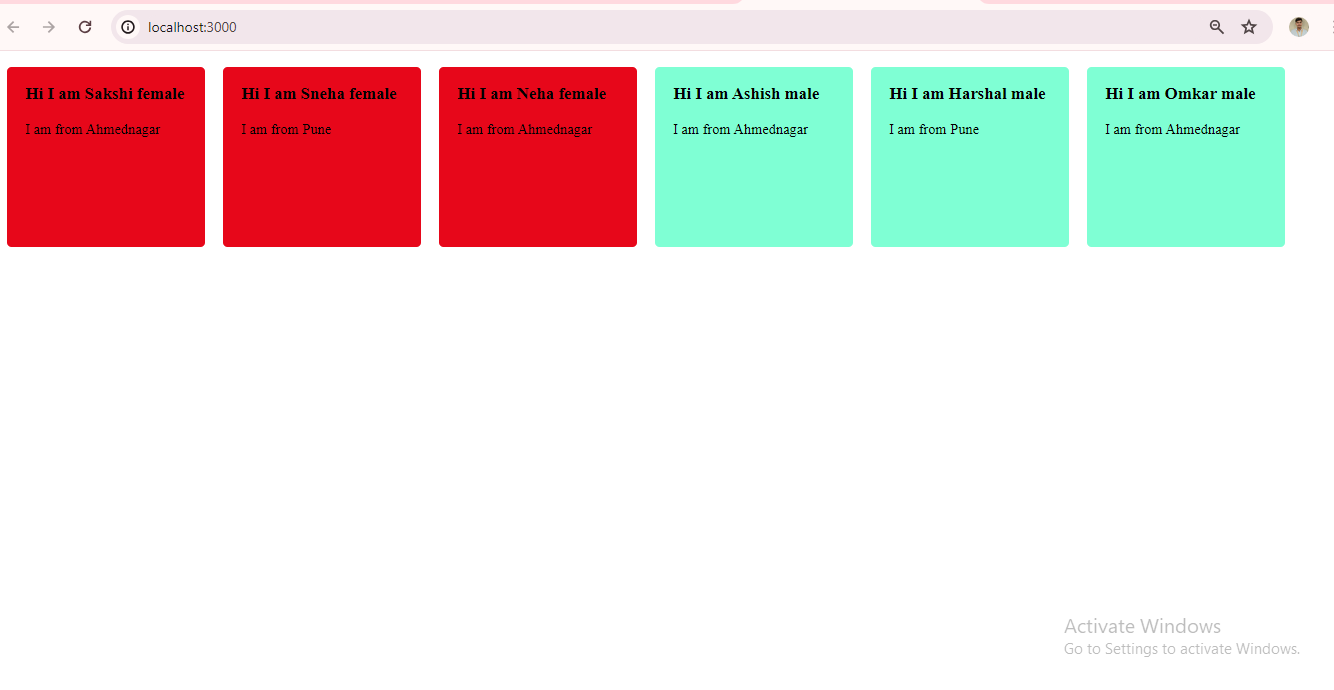 localhost:3000
Hi I am Sakshi female
I am from Ahmednagar
Hi I am Sneha female
I am from Pune
Hi I am Neha female
I am from Ahmednagar
Hi I am Ashish male
I am from Ahmednagar
Hi I am Harshal male
I am from Pune
Hi I am Omkar male
I am from Ahmednagar
Activate Windows
Go to Settings to activate Windows.